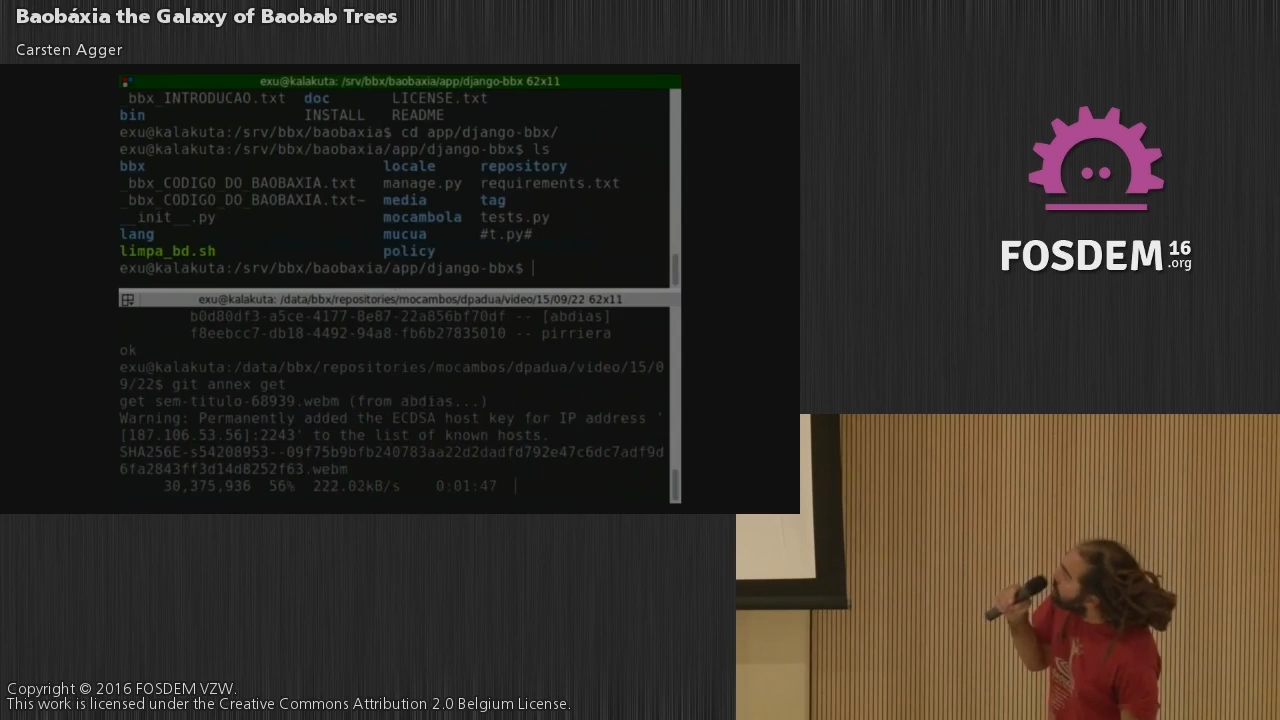 Baobáxia the Galaxy of Baobab Trees
Carsten Agger
exu@kalakuta: /srv/bbx/baobaxia/app/django-bbx 62x11
_bbx_INTRODUCAO.txt doc LICENSE.txt
bin INSTALL README
exu@kalakuta:/srv/bbx/baobaxia$ cd app/django-bbx/
exu@kalakuta:/srv/bbx/baobaxia/app/django-bbx$ ls
bbx locale repository
_bbx_CODIGO_DO_BAOBAXIA.txt manage.py requirements.txt
_bbx_CODIGO_DO_BAOBAXIA.txt~ media tag
__init__.py mocambola tests.py
lang mucua #t.py#
limpa_bd.sh policy
exu@kalakuta:/srv/bbx/baobaxia/app/django-bbx$
exu@kalakuta: /data/bbx/repositories/mocambos/dpadua/video/15/09/22 62x11
b0d80df3-a5ce-4177-8e87-22a856bf70df -- [abdias]
f8eebcc7-db18-4492-94a8-fb6b27835010 -- pirriera
ok
exu@kalakuta:/data/bbx/repositories/mocambos/dpadua/video/15/0
9/22$ git annex get
get sem-titulo-68939.webm (from abdias...)
Warning: Permanently added the ECDSA host key for IP address '
[187.106.53.56]:2243' to the list of known hosts.
SHA256E-s54208953--09f75b9bfb240783aa22d2dadfd792e47c6dc7adf9d
6fa2843ff3d14d8252f63.webm
30,375,936 56% 222.02kB/s 0:01:47
FOSDEM 16
.org
Copyright © 2016 FOSDEM VZW.
This work is licensed under the Creative Commons Attribution 2.0 Belgium License.